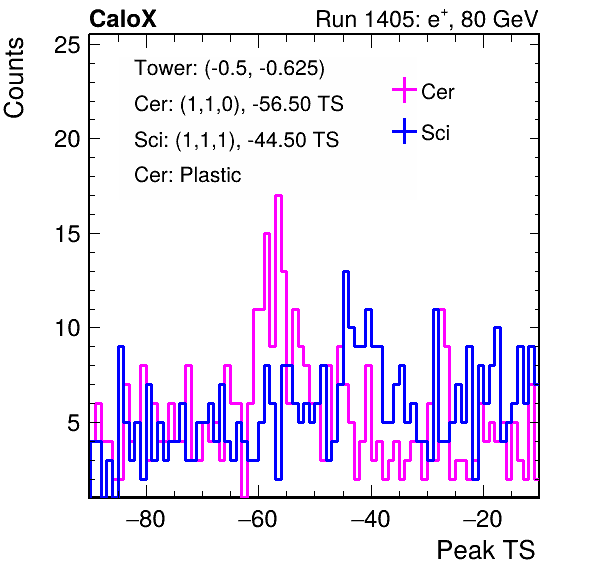 CaloX Run 1405: e⁺, 80 GeV
Counts
25
20
15
10
5
Tower: (-0.5, -0.625)
Cer: (1,1,0), -56.50 TS
Sci: (1,1,1), -44.50 TS
Cer: Plastic
Cer
Sci
−80 −60 −40 −20
Peak TS